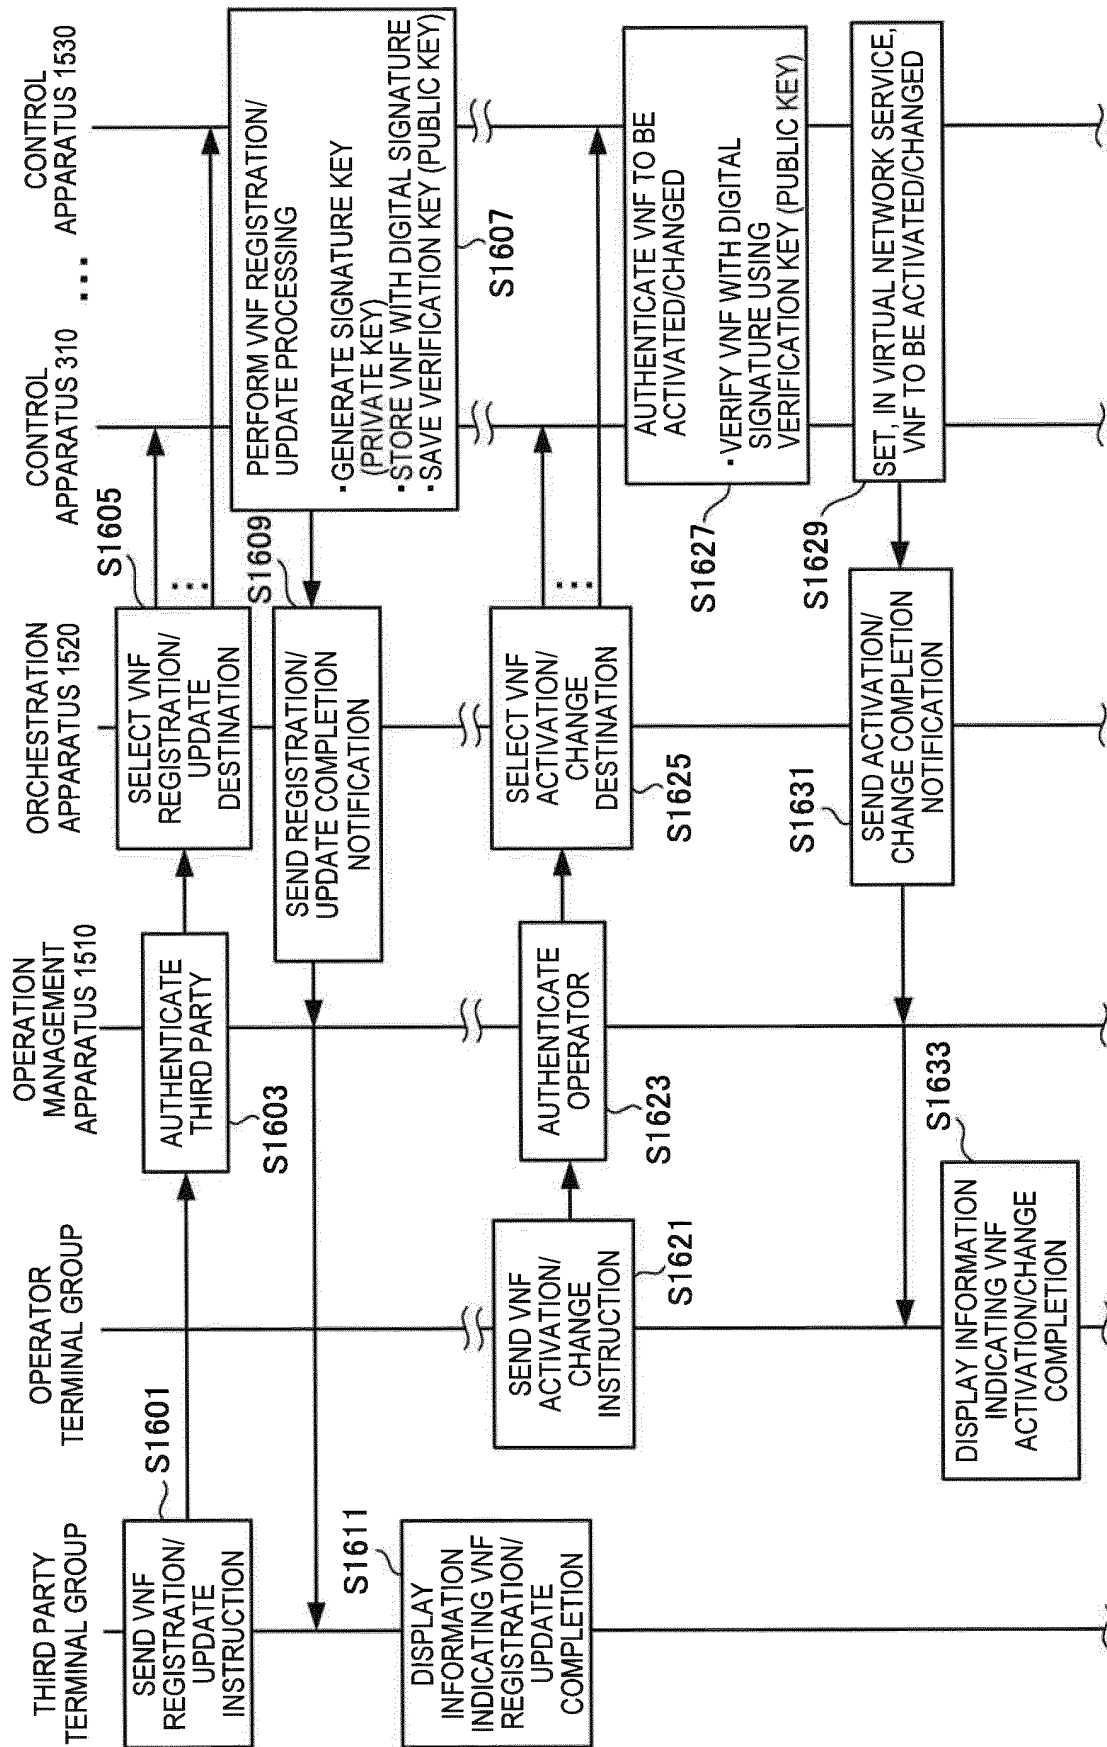 THIRD PARTY
TERMINAL GROUP
OPERATOR
TERMINAL GROUP
OPERATION
MANAGEMENT
APPARATUS 1510
ORCHESTRATION
APPARATUS 1520
CONTROL
APPARATUS 310
...
CONTROL
APPARATUS 1530
SEND VNF
REGISTRATION/
UPDATE
INSTRUCTION
S1601
AUTHENTICATE
THIRD PARTY
S1603
SELECT VNF
REGISTRATION/
UPDATE
DESTINATION
S1605
...
PERFORM VNF REGISTRATION/
UPDATE PROCESSING
・GENERATE SIGNATURE KEY
(PRIVATE KEY)
・STORE VNF WITH DIGITAL SIGNATURE
・SAVE VERIFICATION KEY (PUBLIC KEY)
S1607
SEND REGISTRATION/
UPDATE COMPLETION
NOTIFICATION
S1609
DISPLAY
INFORMATION
INDICATING VNF
REGISTRATION/
UPDATE
COMPLETION
S1611
SEND VNF
ACTIVATION/
CHANGE
INSTRUCTION
S1621
AUTHENTICATE
OPERATOR
S1623
SELECT VNF
ACTIVATION/
CHANGE
DESTINATION
S1625
...
AUTHENTICATE VNF TO BE
ACTIVATED/CHANGED
・VERIFY VNF WITH DIGITAL
SIGNATURE USING
VERIFICATION KEY (PUBLIC KEY)
S1627
SET, IN VIRTUAL NETWORK SERVICE,
VNF TO BE ACTIVATED/CHANGED
S1629
SEND ACTIVATION/
CHANGE COMPLETION
NOTIFICATION
S1631
DISPLAY INFORMATION
INDICATING VNF
ACTIVATION/CHANGE
COMPLETION
S1633